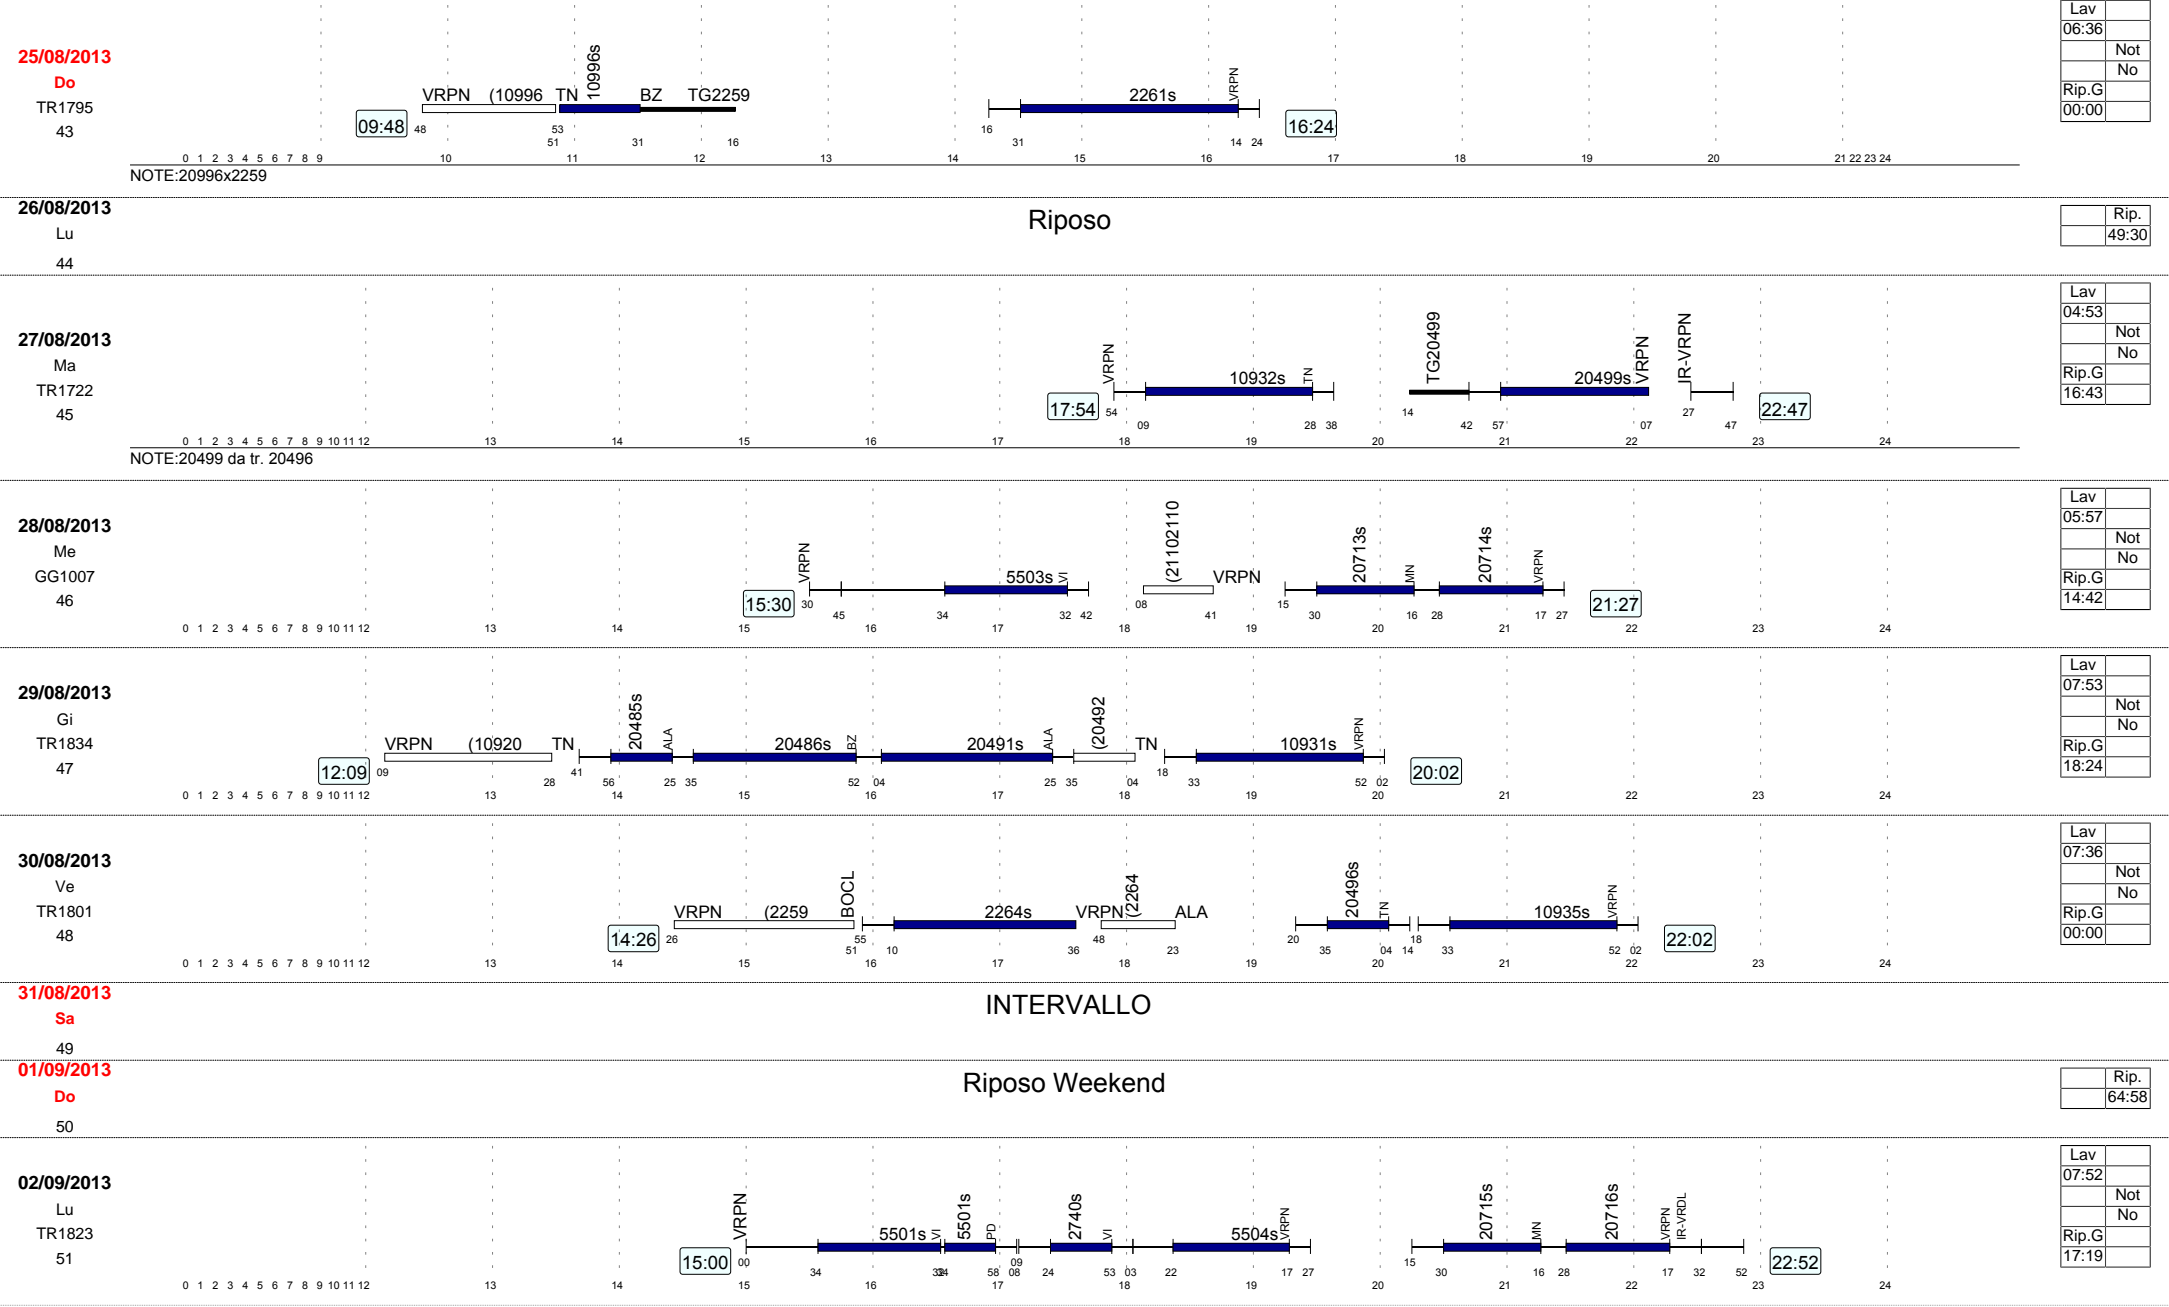 25/08/2013
Do
TR1795
43
09:48
VRPN (10996 TN 10996s BZ TG2259
48 51 53 31 16
2261s VRPN
16 31 14 24
16:24
0 1 2 3 4 5 6 7 8 9 10 11 12 13 14 15 16 17 18 19 20 21 22 23 24
NOTE:20996x2259
Lav
06:36
Not
No
Rip.G
00:00
26/08/2013
Lu
44
Riposo
Rip.
49:30
27/08/2013
Ma
TR1722
45
17:54
VRPN 10932s TN TG20499 20499s VRPN IR-VRPN
54 09 28 38 14 42 57 07 27 47
22:47
0 1 2 3 4 5 6 7 8 9 10 11 12 13 14 15 16 17 18 19 20 21 22 23 24
NOTE:20499 da tr. 20496
Lav
04:53
Not
No
Rip.G
16:43
28/08/2013
Me
GG1007
46
15:30
VRPN 5503s VI (21102110 VRPN 20713s MN 20714s VRPN
30 45 34 32 42 08 41 15 30 16 28 17 27
21:27
0 1 2 3 4 5 6 7 8 9 10 11 12 13 14 15 16 17 18 19 20 21 22 23 24
Lav
05:57
Not
No
Rip.G
14:42
29/08/2013
Gi
TR1834
47
12:09
VRPN (10920 TN 20485s ALA 20486s BZ 20491s ALA (20492 TN 10931s VRPN
09 28 41 56 25 35 52 04 25 35 04 18 33 52 02
20:02
0 1 2 3 4 5 6 7 8 9 10 11 12 13 14 15 16 17 18 19 20 21 22 23 24
Lav
07:53
Not
No
Rip.G
18:24
30/08/2013
Ve
TR1801
48
14:26
VRPN (2259 BOCL 2264s VRPN (2264 ALA 20496s TN 10935s VRPN
26 51 55 10 36 48 23 20 35 04 14 18 33 52 02
22:02
0 1 2 3 4 5 6 7 8 9 10 11 12 13 14 15 16 17 18 19 20 21 22 23 24
Lav
07:36
Not
No
Rip.G
00:00
31/08/2013
Sa
49
INTERVALLO
01/09/2013
Do
50
Riposo Weekend
Rip.
64:58
02/09/2013
Lu
TR1823
51
15:00
VRPN 5501s VI 5501s PD 2740s VI 5504s VRPN 20715s MN 20716s VRPN IR-VRDL
00 34 58 08 09 24 53 03 22 17 27 15 30 16 28 17 32 52
22:52
0 1 2 3 4 5 6 7 8 9 10 11 12 13 14 15 16 17 18 19 20 21 22 23 24
Lav
07:52
Not
No
Rip.G
17:19